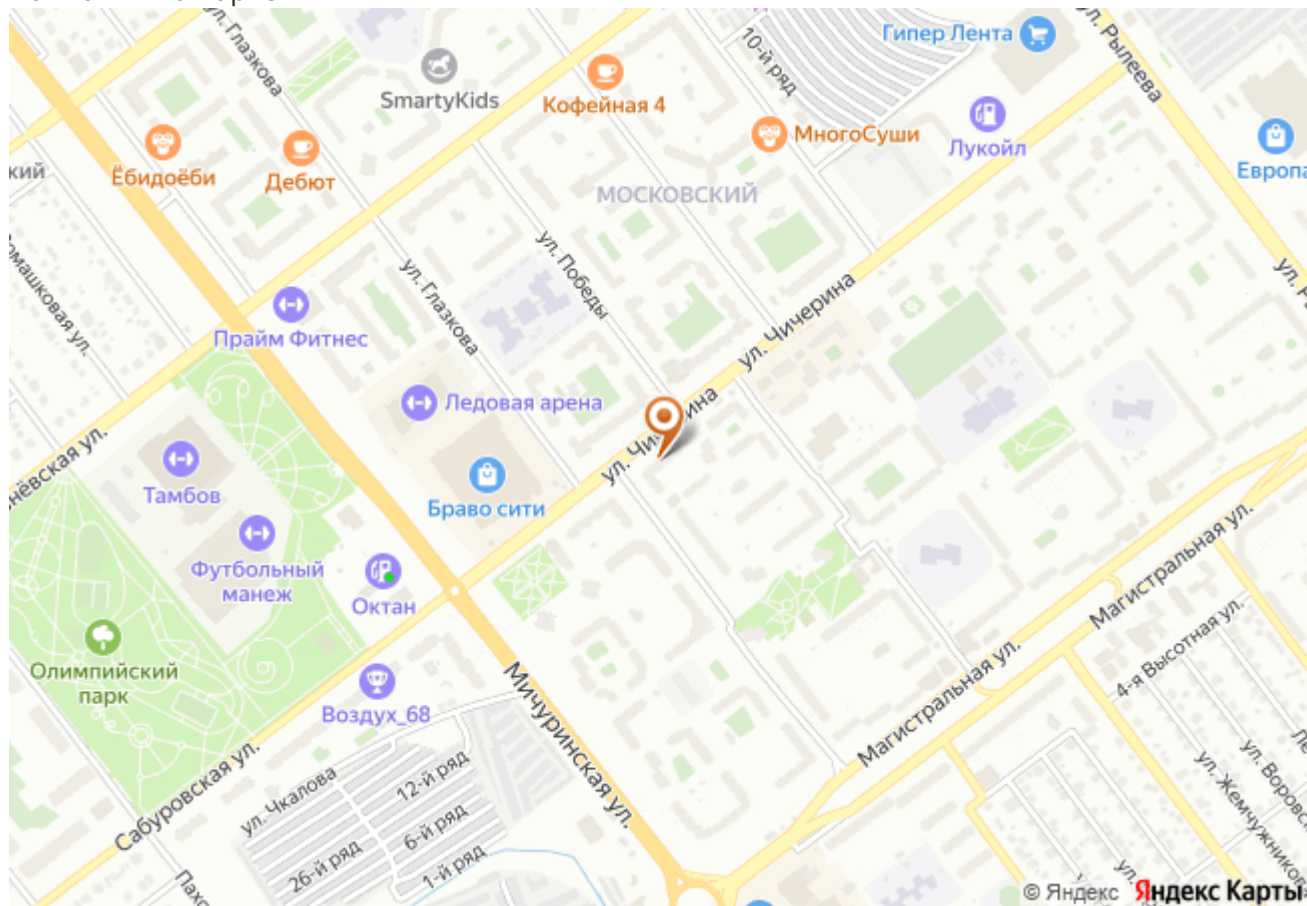 ул. Глазкова
10-й ряд
Гипер Лента
ул. Рылеева
SmartyKids
Кофейная 4
МногоСуши
Лукойл
Ёбидоёби
Дебют
Европа
кий
МОСКОВСКИЙ
ул. Победы
ул. Глазкова
ул. Чичерина
Прайм Фитнес
Ледовая арена
ул. Чичерина
Тамбов
Браво сити
Футбольный
манеж
Октан
Олимпийский
парк
Воздух_68
Магистральная ул.
4-я Высотная ул.
Магистральная ул.
Мичуринская ул.
Сабуровская ул.
ул. Чкалова
12-й ряд
6-й ряд
26-й ряд
1-й ряд
ул. Жемчужников
© Яндекс Яндекс Карты